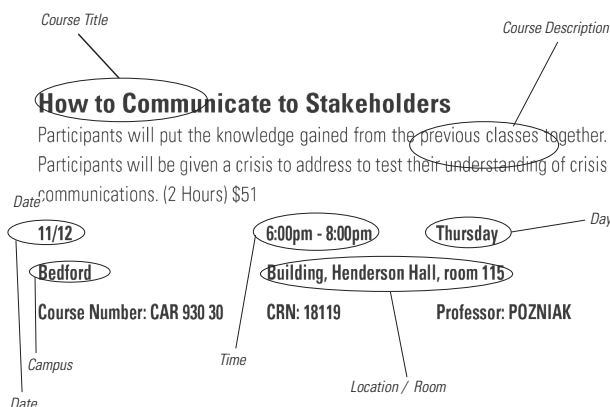 Course Title
Course Description
How to Communicate to Stakeholders
Participants will put the knowledge gained from the previous classes together.
Participants will be given a crisis to address to test their understanding of crisis
communications. (2 Hours) $51
Date
11/12 6:00pm - 8:00pm Thursday
Day
Bedford Building, Henderson Hall, room 115
Course Number: CAR 930 30 CRN: 18119 Professor: POZNIAK
Campus
Time
Location / Room
Date